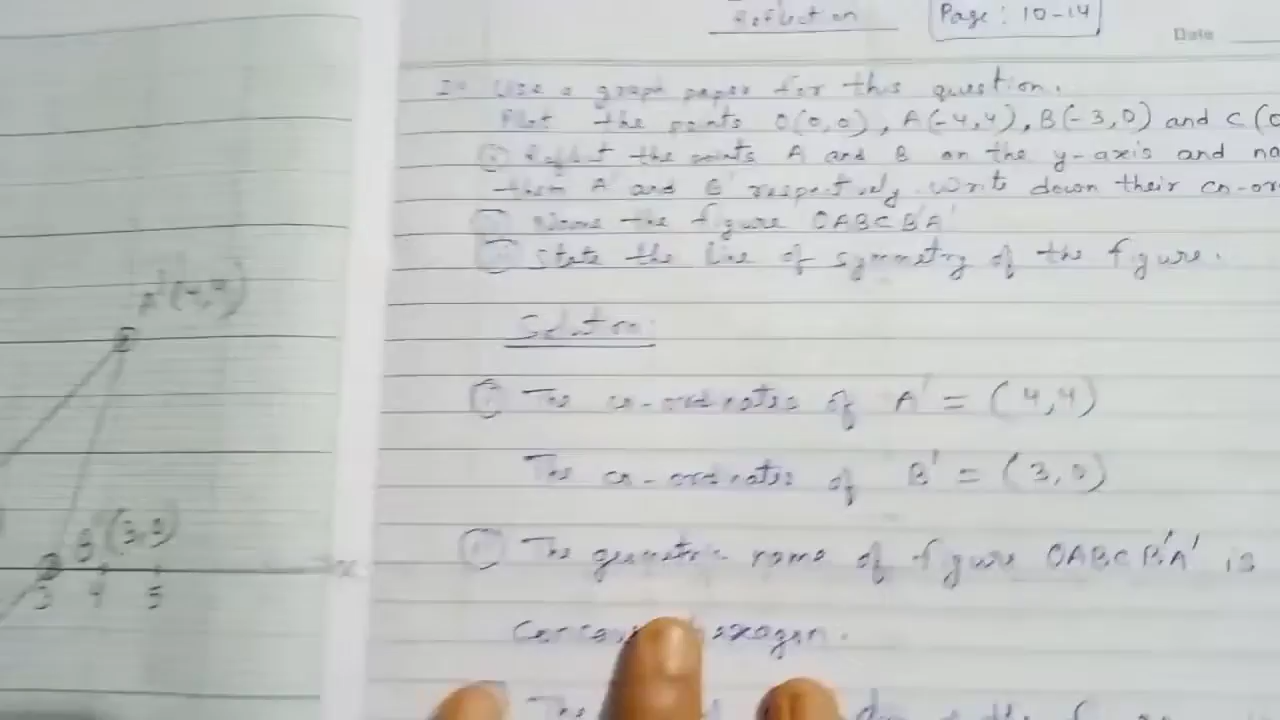 Reflection
Page: 10-14
Date
Use a graph paper for this question.
Plot the points O(0,0), A(-4,4), B(-3,0) and C(0
Reflect the points A and B on the y-axis and na
them A' and B' respectively. Write down their co-or
Name the figure OABCB'A'
State the line of symmetry of the figure.
Solution:
(i) The co-ordinates of A' = (4,4)
The co-ordinates of B' = (3,0)
(ii) The geometric name of figure OABCB'A' is
hexagon.
The
A'(4,4)
B'(3,0)
x
3 4 5